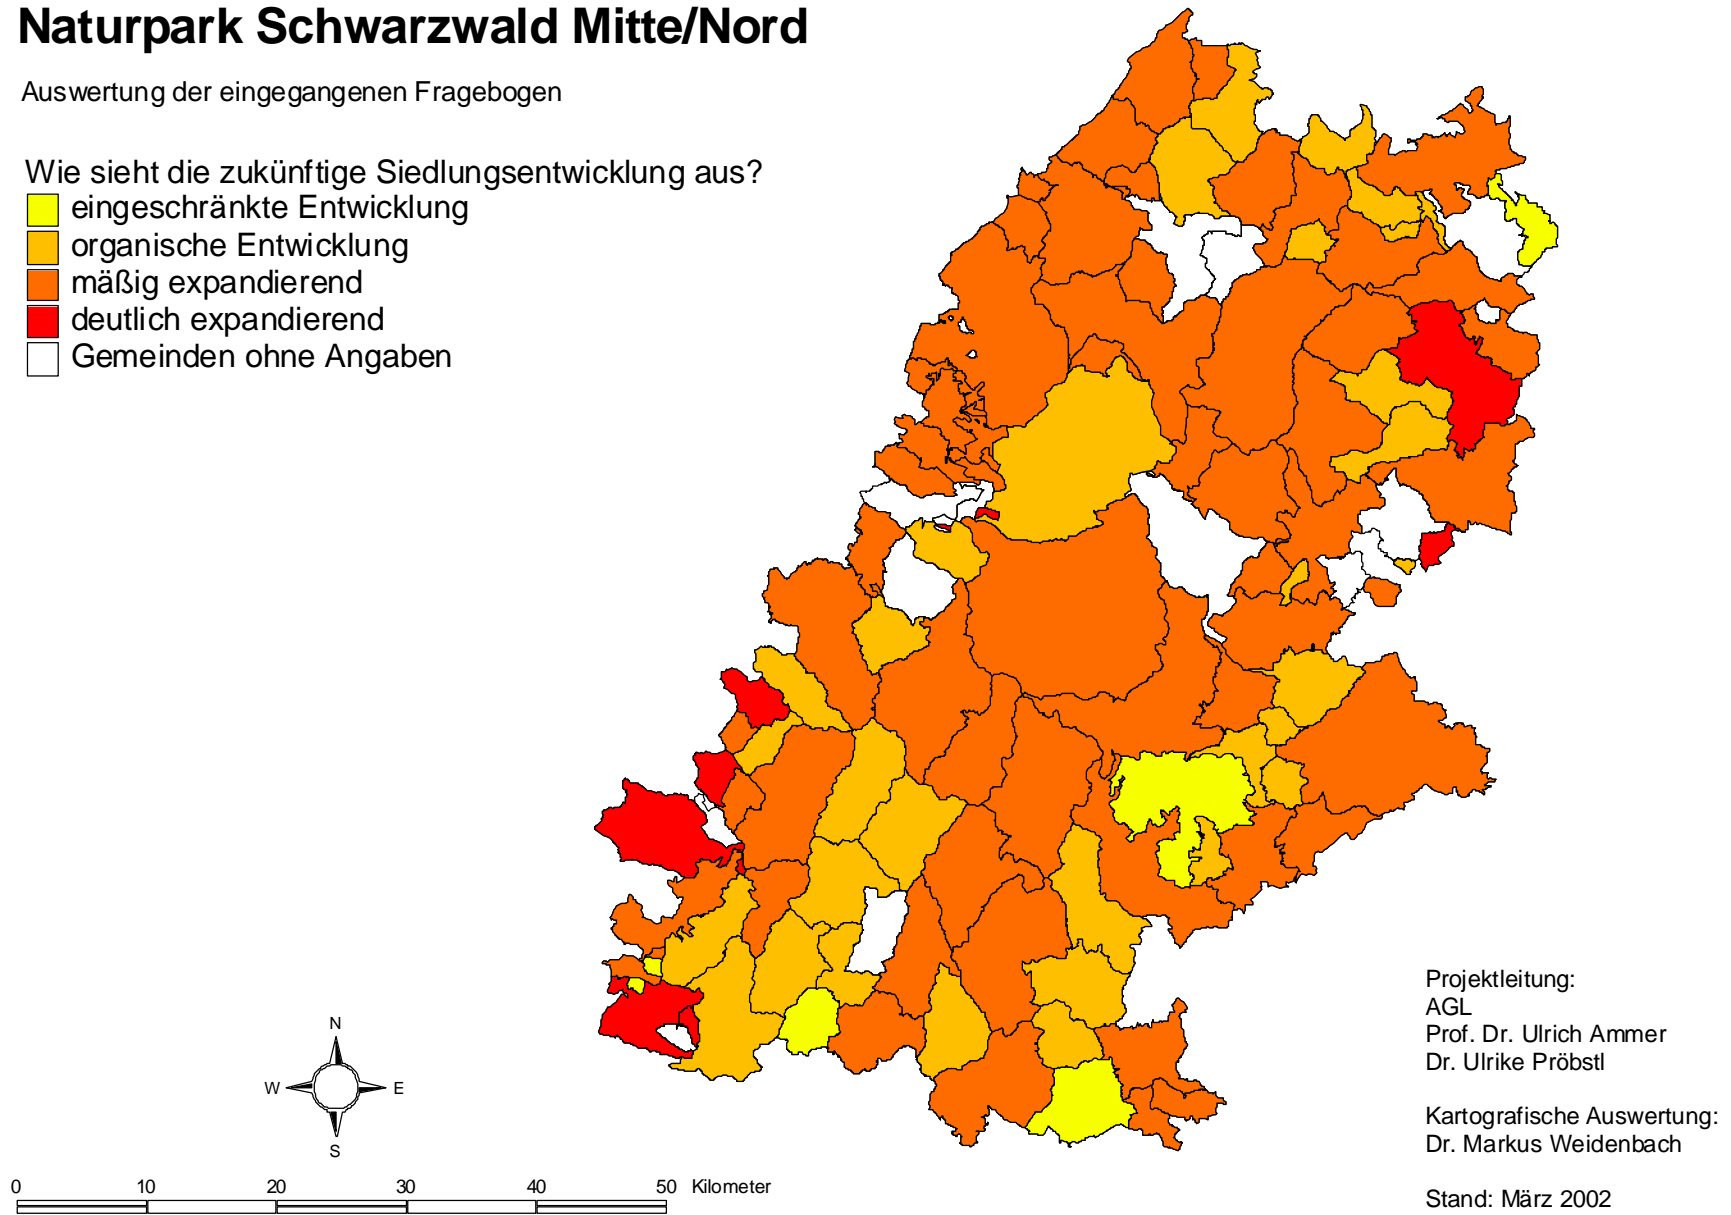 Naturpark Schwarzwald Mitte/Nord
Auswertung der eingegangenen Fragebogen
Wie sieht die zukünftige Siedlungsentwicklung aus?
eingeschränkte Entwicklung
organische Entwicklung
mäßig expandierend
deutlich expandierend
Gemeinden ohne Angaben
N
W E
S
0 10 20 30 40 50 Kilometer
Projektleitung:
AGL
Prof. Dr. Ulrich Ammer
Dr. Ulrike Pröbstl
Kartografische Auswertung:
Dr. Markus Weidenbach
Stand: März 2002